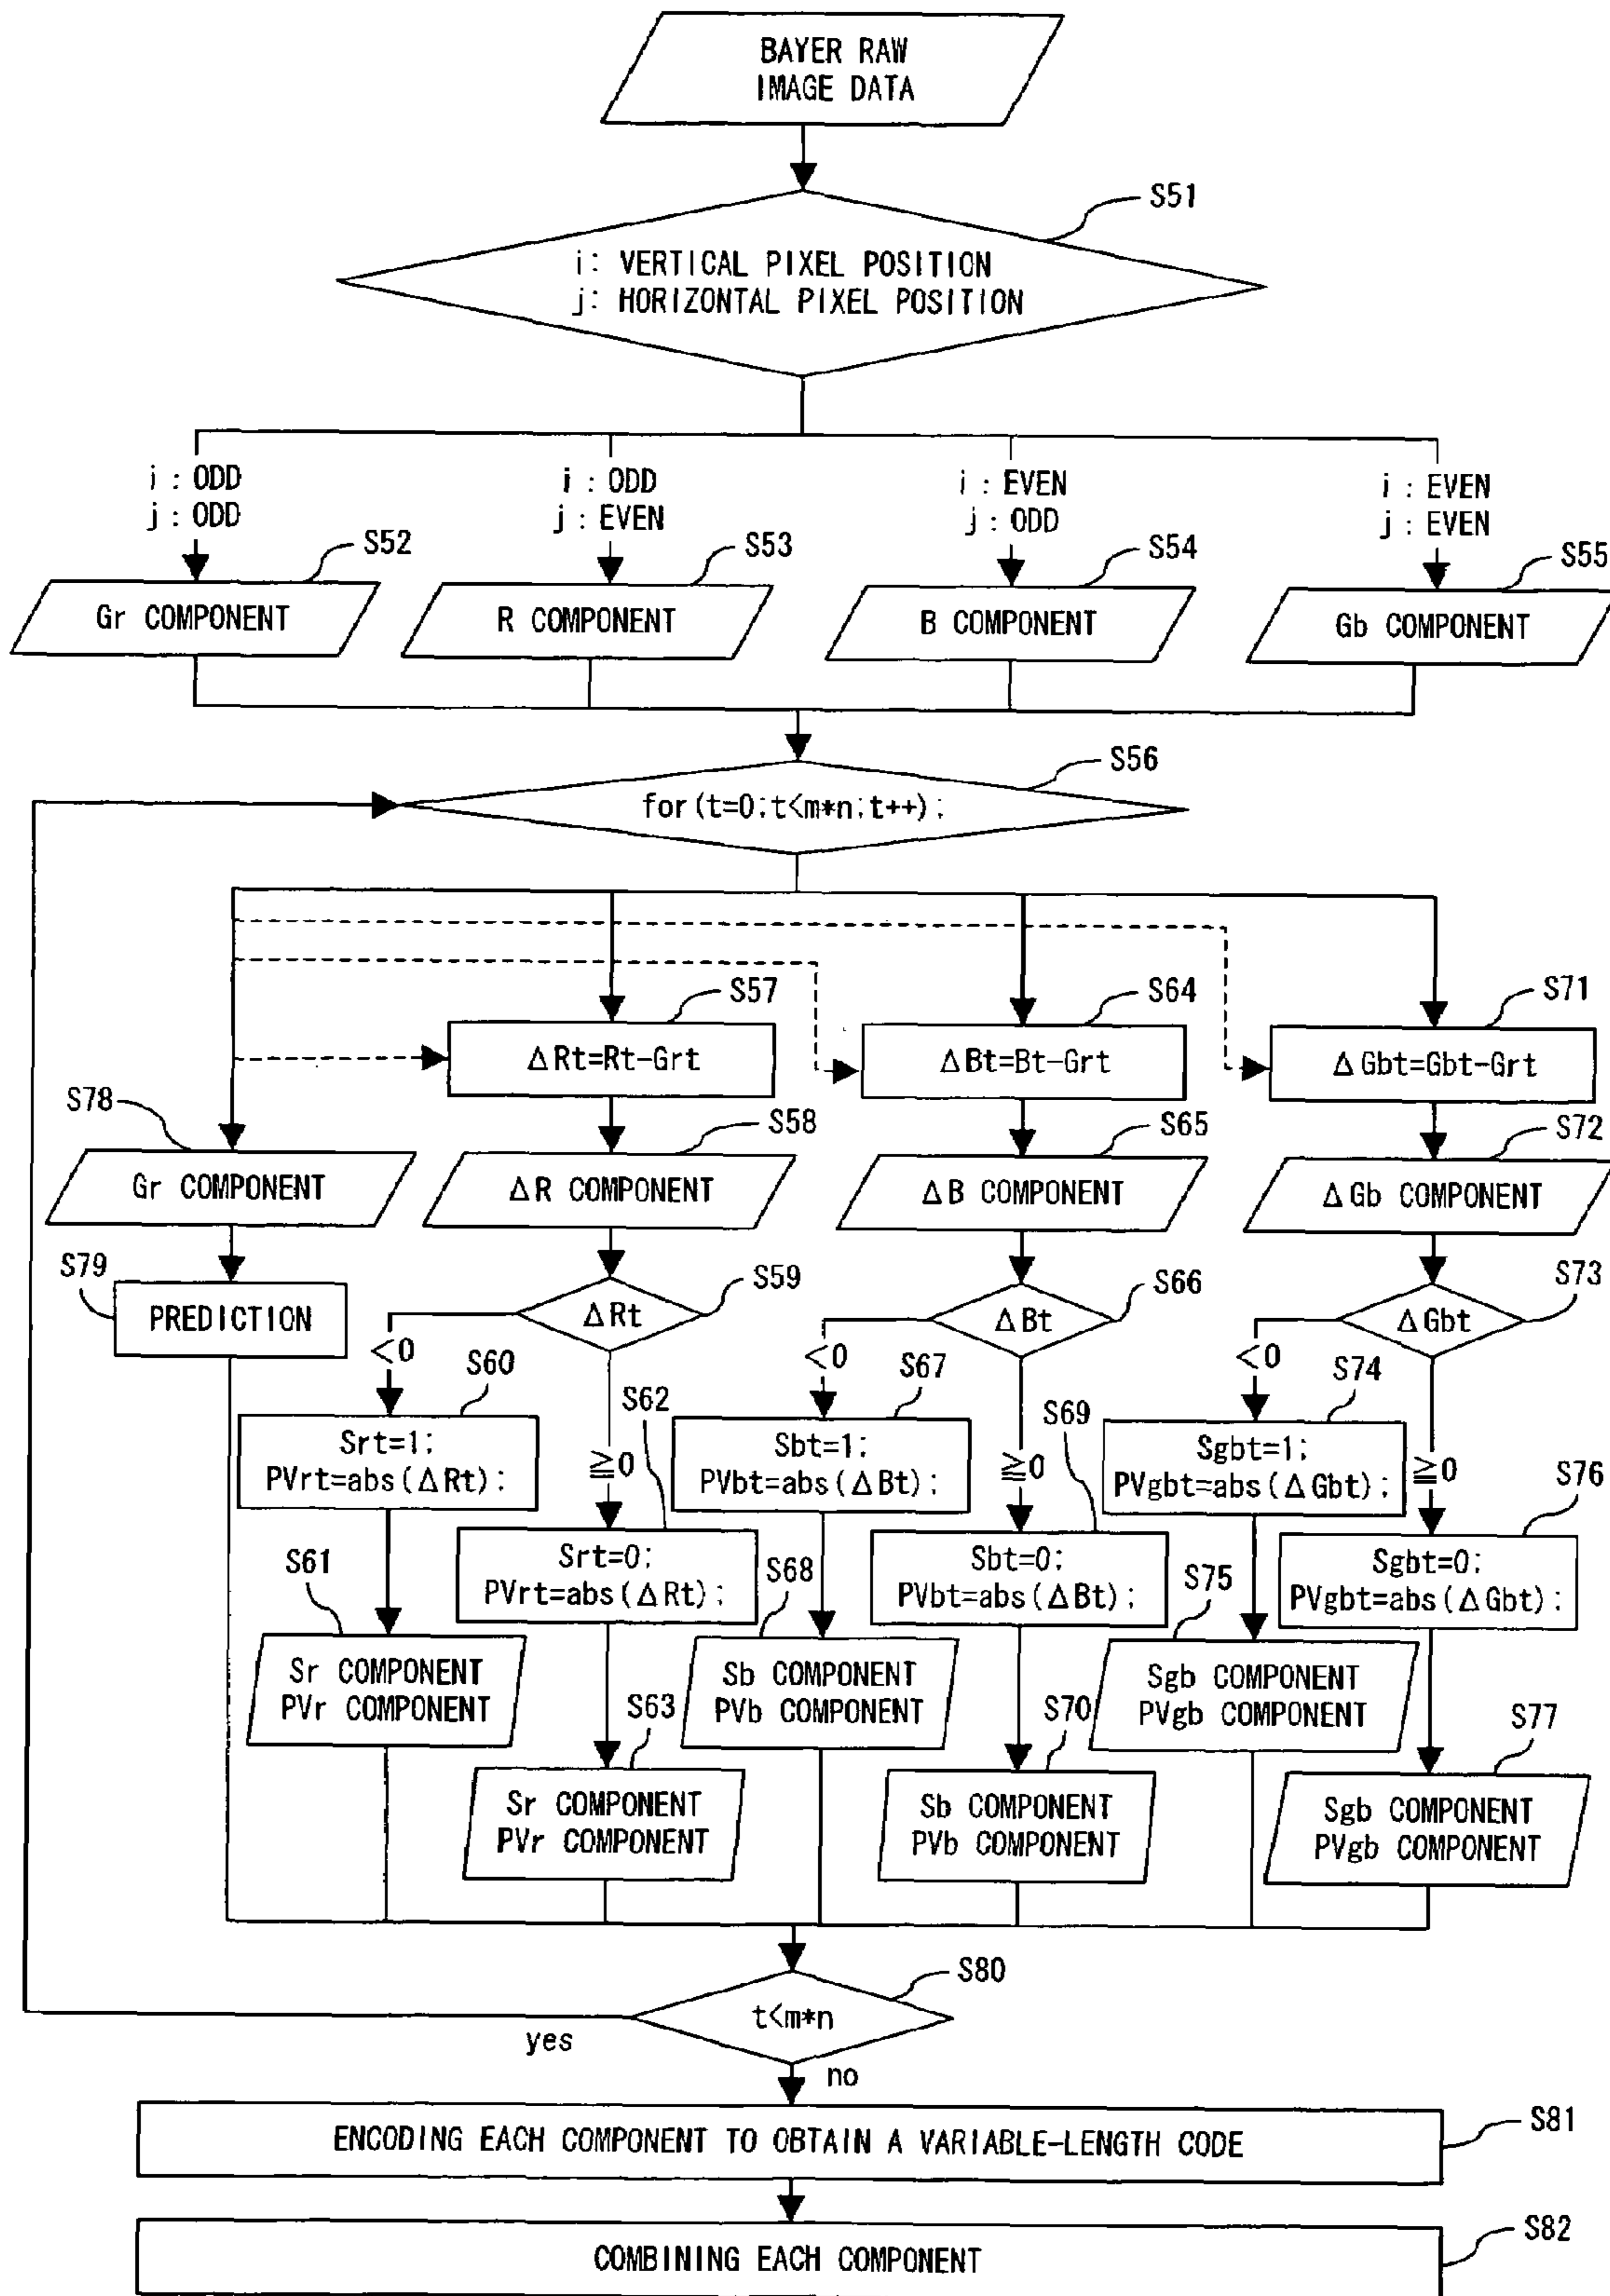 BAYER RAW
IMAGE DATA
S51
i: VERTICAL PIXEL POSITION
j: HORIZONTAL PIXEL POSITION
i : ODD
j : ODD
i : ODD
j : EVEN
i : EVEN
j : ODD
i : EVEN
j : EVEN
S52
S53
S54
S55
Gr COMPONENT
R COMPONENT
B COMPONENT
Gb COMPONENT
S56
for(t=0;t<m*n;t++);
S57
S64
S71
ΔRt=Rt-Grt
ΔBt=Bt-Grt
ΔGbt=Gbt-Grt
S78
S58
S65
S72
Gr COMPONENT
ΔR COMPONENT
ΔB COMPONENT
ΔGb COMPONENT
S79
S59
S66
S73
PREDICTION
ΔRt
ΔBt
ΔGbt
<0
<0
<0
S60
S62
S67
S69
S74
S76
Srt=1;
PVrt=abs(ΔRt);
≧0
Sbt=1;
PVbt=abs(ΔBt);
≧0
Sgbt=1;
PVgbt=abs(ΔGbt);
≧0
S61
Srt=0;
PVrt=abs(ΔRt);
S68
Sbt=0;
PVbt=abs(ΔBt);
S75
Sgbt=0;
PVgbt=abs(ΔGbt);
Sr COMPONENT
PVr COMPONENT
S63
Sb COMPONENT
PVb COMPONENT
S70
Sgb COMPONENT
PVgb COMPONENT
S77
Sr COMPONENT
PVr COMPONENT
Sb COMPONENT
PVb COMPONENT
Sgb COMPONENT
PVgb COMPONENT
S80
t<m*n
yes
no
S81
ENCODING EACH COMPONENT TO OBTAIN A VARIABLE-LENGTH CODE
S82
COMBINING EACH COMPONENT